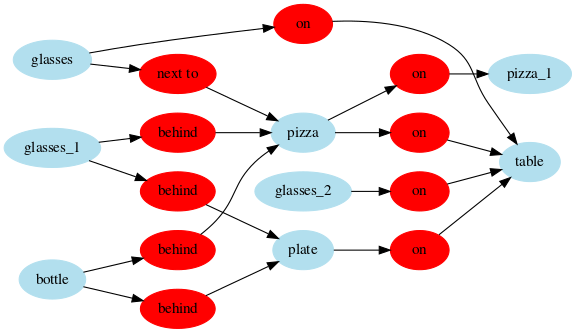 on
glasses
next to
on
pizza_1
glasses_1
behind
pizza
on
table
behind
glasses_2
on
behind
plate
on
bottle
behind